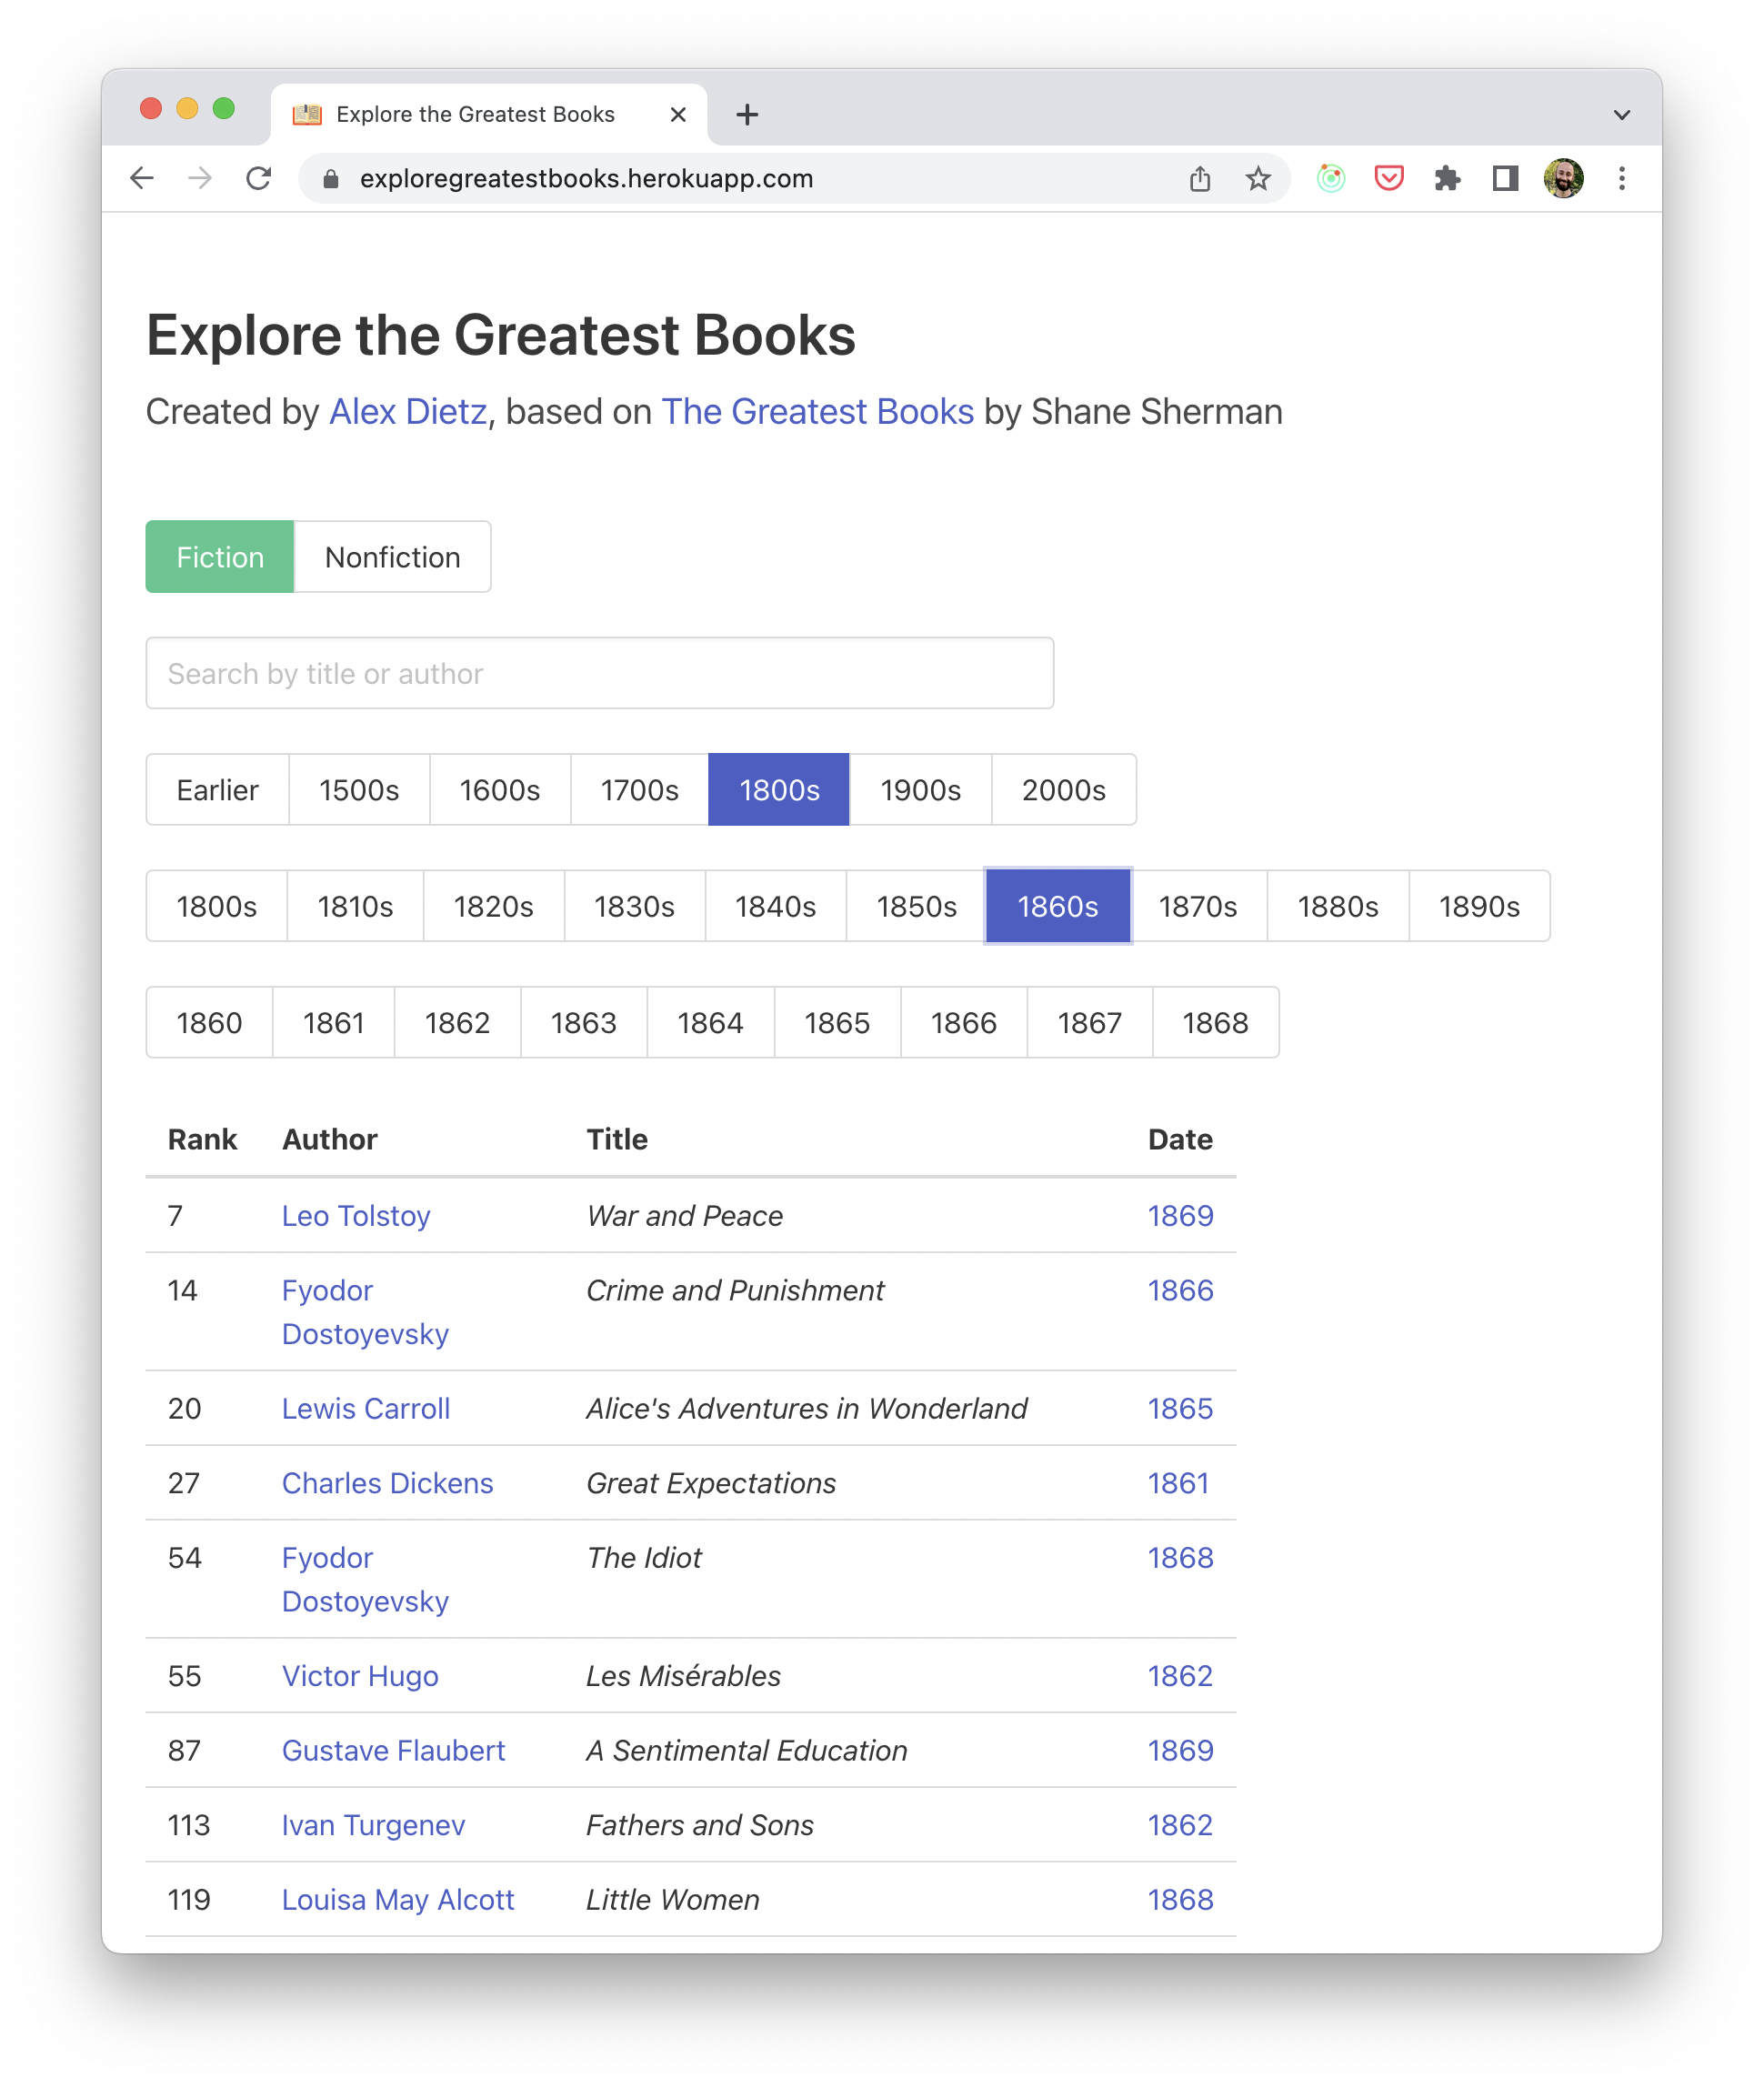 Explore the Greatest Books
exploregreatestbooks.herokuapp.com
Explore the Greatest Books
Created by Alex Dietz, based on The Greatest Books by Shane Sherman
Fiction Nonfiction
Search by title or author
Earlier 1500s 1600s 1700s 1800s 1900s 2000s
1800s 1810s 1820s 1830s 1840s 1850s 1860s 1870s 1880s 1890s
1860 1861 1862 1863 1864 1865 1866 1867 1868
Rank Author Title Date
7 Leo Tolstoy War and Peace 1869
14 Fyodor Crime and Punishment 1866
Dostoyevsky
20 Lewis Carroll Alice's Adventures in Wonderland 1865
27 Charles Dickens Great Expectations 1861
54 Fyodor The Idiot 1868
Dostoyevsky
55 Victor Hugo Les Misérables 1862
87 Gustave Flaubert A Sentimental Education 1869
113 Ivan Turgenev Fathers and Sons 1862
119 Louisa May Alcott Little Women 1868